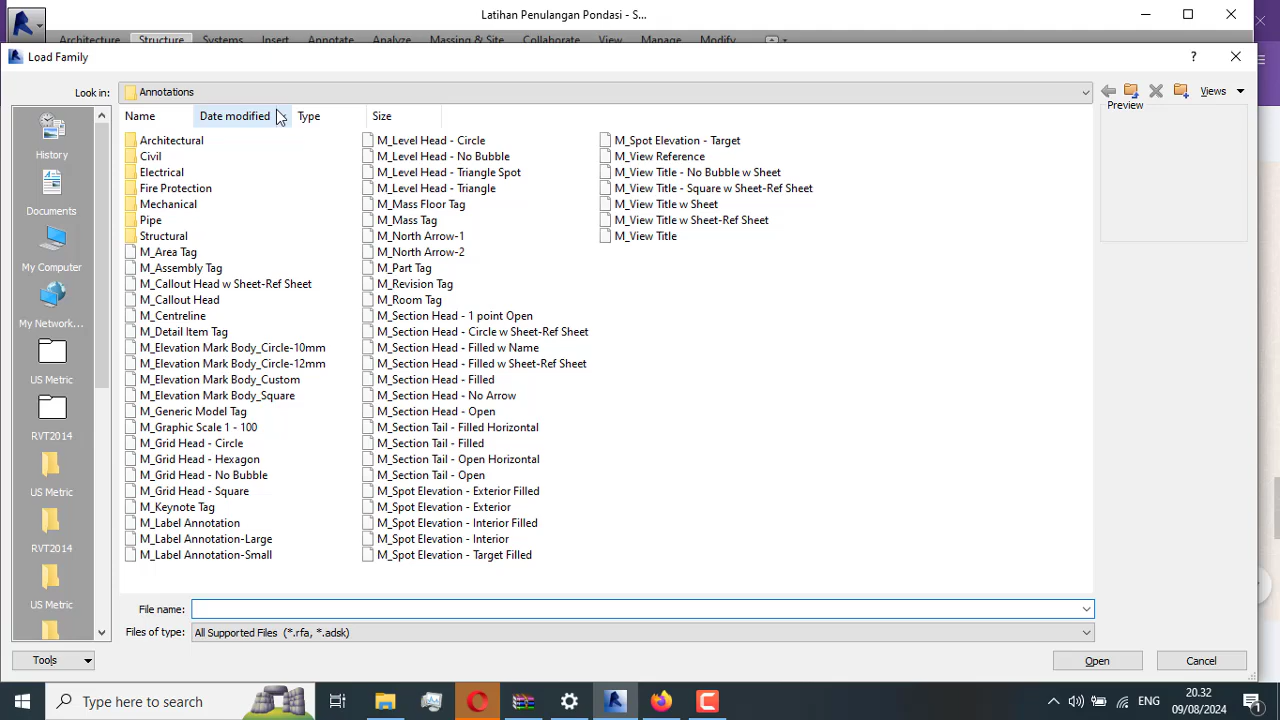 Latihan Penulangan Pondasi - S...
Architecture Structure Systems Insert Annotate Analyze Massing & Site Collaborate View Manage Modify
Load Family
Look in: Annotations
Views
Preview
Name Date modified Type Size
History
Documents
My Computer
My Network...
US Metric
RVT2014
US Metric
RVT2014
US Metric
Architectural
Civil
Electrical
Fire Protection
Mechanical
Pipe
Structural
M_Area Tag
M_Assembly Tag
M_Callout Head w Sheet-Ref Sheet
M_Callout Head
M_Centreline
M_Detail Item Tag
M_Elevation Mark Body_Circle-10mm
M_Elevation Mark Body_Circle-12mm
M_Elevation Mark Body_Custom
M_Elevation Mark Body_Square
M_Generic Model Tag
M_Graphic Scale 1 - 100
M_Grid Head - Circle
M_Grid Head - Hexagon
M_Grid Head - No Bubble
M_Grid Head - Square
M_Keynote Tag
M_Label Annotation
M_Label Annotation-Large
M_Label Annotation-Small
M_Level Head - Circle
M_Level Head - No Bubble
M_Level Head - Triangle Spot
M_Level Head - Triangle
M_Mass Floor Tag
M_Mass Tag
M_North Arrow-1
M_North Arrow-2
M_Part Tag
M_Revision Tag
M_Room Tag
M_Section Head - 1 point Open
M_Section Head - Circle w Sheet-Ref Sheet
M_Section Head - Filled w Name
M_Section Head - Filled w Sheet-Ref Sheet
M_Section Head - Filled
M_Section Head - No Arrow
M_Section Head - Open
M_Section Tail - Filled Horizontal
M_Section Tail - Filled
M_Section Tail - Open Horizontal
M_Section Tail - Open
M_Spot Elevation - Exterior Filled
M_Spot Elevation - Exterior
M_Spot Elevation - Interior Filled
M_Spot Elevation - Interior
M_Spot Elevation - Target Filled
M_Spot Elevation - Target
M_View Reference
M_View Title - No Bubble w Sheet
M_View Title - Square w Sheet-Ref Sheet
M_View Title w Sheet
M_View Title w Sheet-Ref Sheet
M_View Title
File name:
Files of type: All Supported Files (*.rfa, *.adsk)
Tools Open Cancel
Type here to search
ENG
20.32
09/08/2024
1